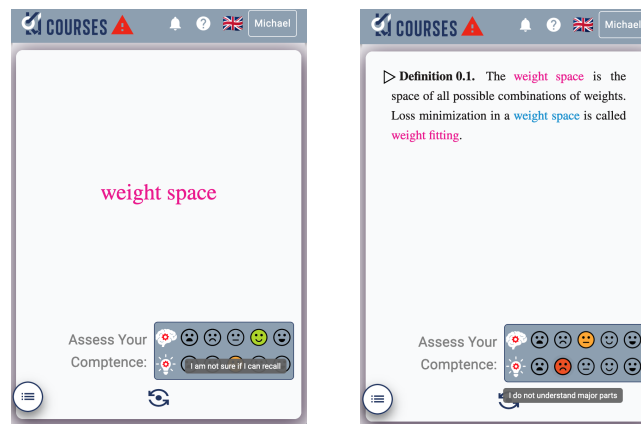 COURSES
Michael
weight space
Assess Your
Comptence:
I am not sure if I can recall
COURSES
Michael
Definition 0.1. The weight space is the
space of all possible combinations of weights.
Loss minimization in a weight space is called
weight fitting.
Assess Your
Comptence:
I do not understand major parts